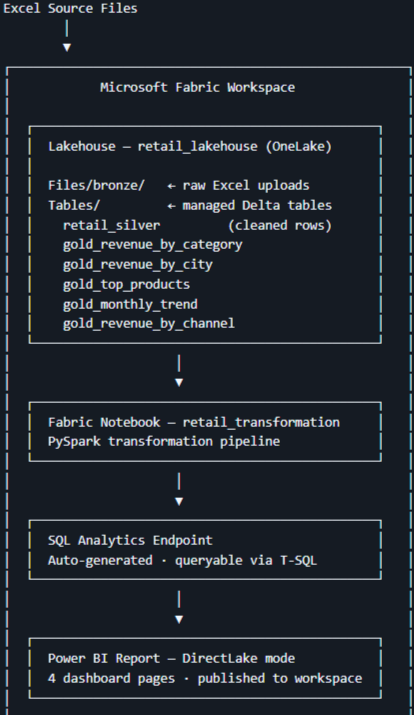 Excel Source Files
│
▼
Microsoft Fabric Workspace
Lakehouse — retail_lakehouse (OneLake)
Files/bronze/ ← raw Excel uploads
Tables/ ← managed Delta tables
retail_silver (cleaned rows)
gold_revenue_by_category
gold_revenue_by_city
gold_top_products
gold_monthly_trend
gold_revenue_by_channel
│
▼
Fabric Notebook — retail_transformation
PySpark transformation pipeline
│
▼
SQL Analytics Endpoint
Auto-generated · queryable via T-SQL
│
▼
Power BI Report — DirectLake mode
4 dashboard pages · published to workspace